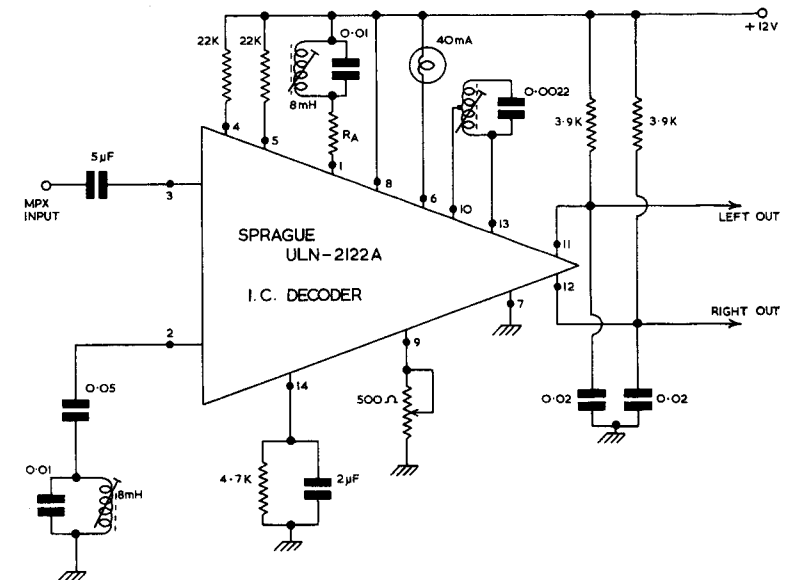 +12V
22K
22K
0·01
8mH
RA
40mA
0·0022
3·9K
3·9K
4
5
1
8
6
10
13
5µF
MPX
INPUT
3
SPRAGUE
ULN-2122A
I.C. DECODER
11
12
LEFT OUT
RIGHT OUT
7
2
0·05
0·01
8mH
14
4·7K
2µF
9
500Ω
0·02
0·02